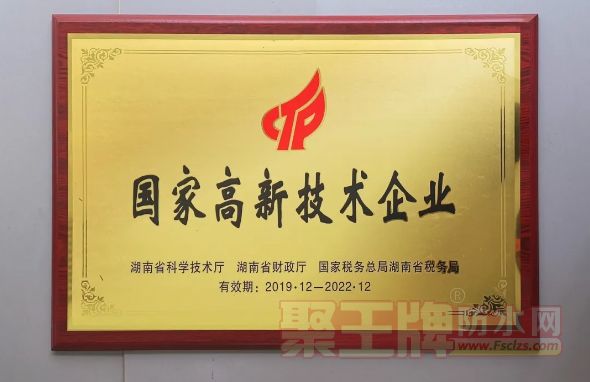 CTP
国家高新技术企业
湖南省科学技术厅 湖南省财政厅 国家税务总局湖南省税务局
有效期：2019·12—2022·12
聚王牌®防水网
www.Fsclzs.com